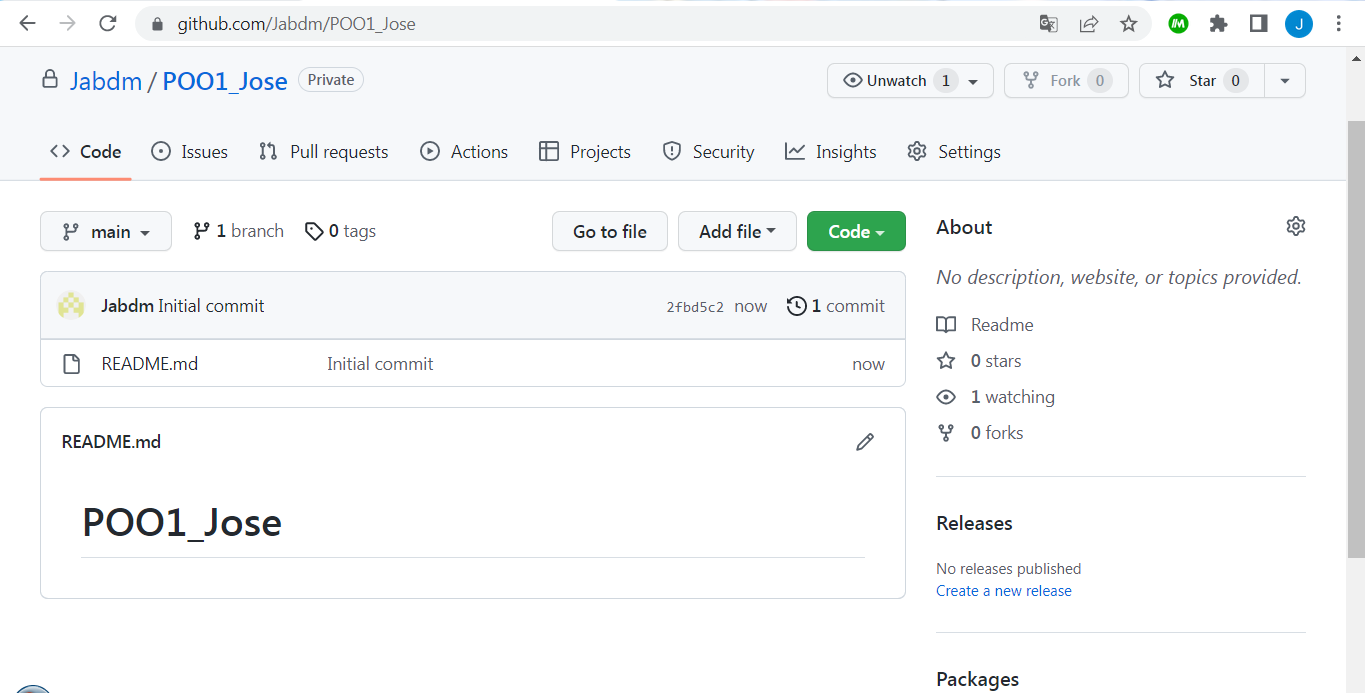 github.com/Jabdm/POO1_Jose
J
Jabdm / POO1_Jose Private
Unwatch 1 Fork 0 Star 0
Code Issues Pull requests Actions Projects Security Insights Settings
main 1 branch 0 tags Go to file Add file Code
Jabdm Initial commit 2fbd5c2 now 1 commit
README.md Initial commit now
README.md
POO1_Jose
About
No description, website, or topics provided.
Readme
0 stars
1 watching
0 forks
Releases
No releases published
Create a new release
Packages